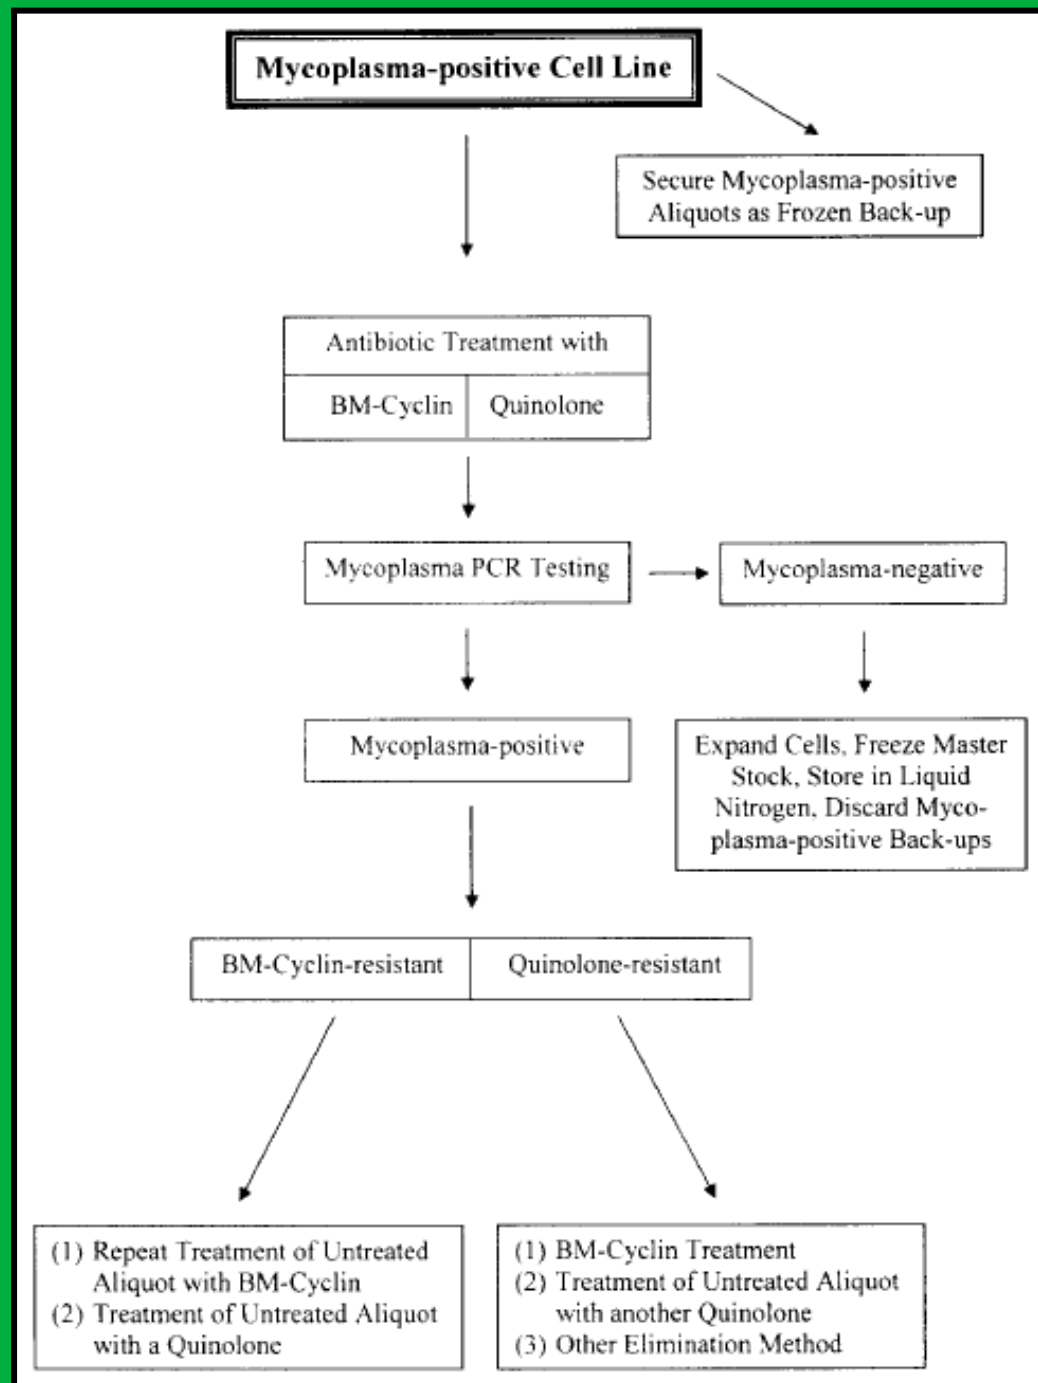 Mycoplasma-positive Cell Line
Secure Mycoplasma-positive
Aliquots as Frozen Back-up
Antibiotic Treatment with
BM-Cyclin
Quinolone
Mycoplasma PCR Testing
Mycoplasma-negative
Mycoplasma-positive
Expand Cells, Freeze Master
Stock, Store in Liquid
Nitrogen, Discard Myco-
plasma-positive Back-ups
BM-Cyclin-resistant
Quinolone-resistant
(1) Repeat Treatment of Untreated
Aliquot with BM-Cyclin
(2) Treatment of Untreated Aliquot
with a Quinolone
(1) BM-Cyclin Treatment
(2) Treatment of Untreated Aliquot
with another Quinolone
(3) Other Elimination Method